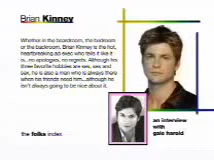 Brian Kinney
Whether in the boardroom, the bedroom
or the backroom, Brian Kinney is the hot,
heartbreaking ad exec who tells it like it
is...no apologies, no regrets. Although his
three favorite hobbies are sex, sex and
sex, he is also a man who is always there
when his friends need him...although he
isn't always going to be nice about it.
an interview
with
gale harold
the folks index